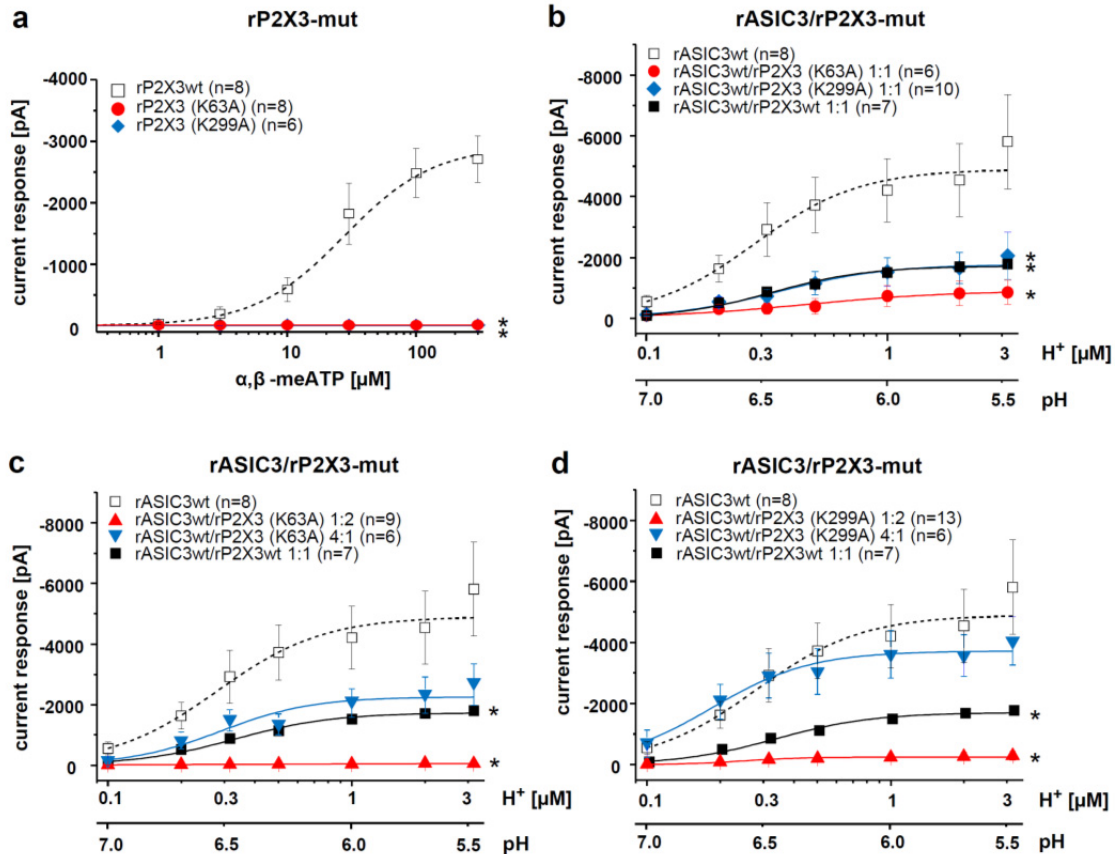 a
rP2X3-mut
-4000
-3000
-2000
-1000
0
current response [pA]
rP2X3wt (n=8)
rP2X3 (K63A) (n=8)
rP2X3 (K299A) (n=6)
*
*
1
10
100
α,β -meATP [µM]
b
rASIC3/rP2X3-mut
-8000
-6000
-4000
-2000
0
current response [pA]
rASIC3wt (n=8)
rASIC3wt/rP2X3 (K63A) 1:1 (n=6)
rASIC3wt/rP2X3 (K299A) 1:1 (n=10)
rASIC3wt/rP2X3wt 1:1 (n=7)
*
*
*
0.1 0.3 1 3 H⁺ [µM]
7.0 6.5 6.0 5.5 pH
c
rASIC3/rP2X3-mut
-8000
-6000
-4000
-2000
0
current response [pA]
rASIC3wt (n=8)
rASIC3wt/rP2X3 (K63A) 1:2 (n=9)
rASIC3wt/rP2X3 (K63A) 4:1 (n=6)
rASIC3wt/rP2X3wt 1:1 (n=7)
*
*
0.1 0.3 1 3 H⁺ [µM]
7.0 6.5 6.0 5.5 pH
d
rASIC3/rP2X3-mut
-8000
-6000
-4000
-2000
0
current response [pA]
rASIC3wt (n=8)
rASIC3wt/rP2X3 (K299A) 1:2 (n=13)
rASIC3wt/rP2X3 (K299A) 4:1 (n=6)
rASIC3wt/rP2X3wt 1:1 (n=7)
*
*
0.1 0.3 1 3 H⁺ [µM]
7.0 6.5 6.0 5.5 pH